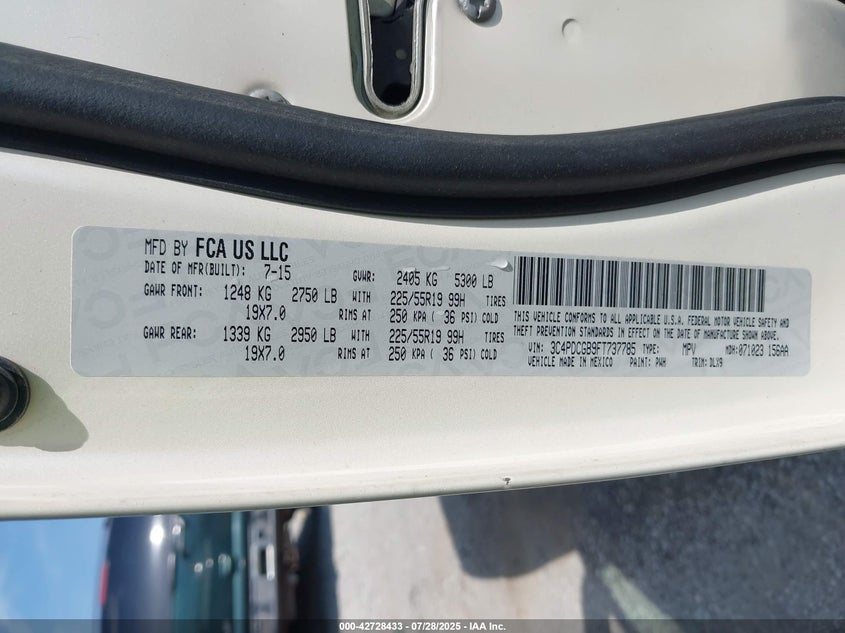 MFD BY FCA US LLC
DATE OF MFR(BUILT): 7-15 GVWR: 2405 KG 5300 LB
GAWR FRONT: 1248 KG 2750 LB WITH 225/55R19 99H TIRES
19X7.0 RIMS AT 250 KPA ( 36 PSI) COLD
GAWR REAR: 1339 KG 2950 LB WITH 225/55R19 99H TIRES
19X7.0 RIMS AT 250 KPA ( 36 PSI) COLD
THIS VEHICLE CONFORMS TO ALL APPLICABLE U.S.A. MOTOR VEHICLE SAFETY AND
THEFT PREVENTION STANDARDS IN EFFECT ON THE DATE OF MANUFACTURE SHOWN ABOVE
VIN: 3C4PDCGB9FT737785 TYPE: MPV MDH: 071023 156AA
VEHICLE MADE IN MEXICO PAINT: PWH TRIM: DLX9
000-42728433 - 07/28/2025 - IAA Inc.